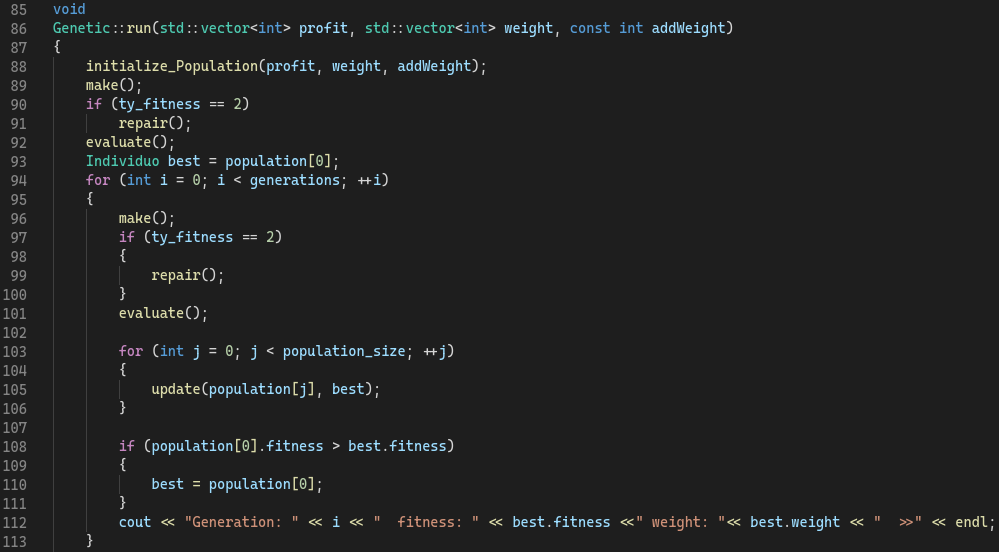 85 void
86 Genetic::run(std::vector<int> profit, std::vector<int> weight, const int addWeight)
87 {
88     initialize_Population(profit, weight, addWeight);
89     make();
90     if (ty_fitness == 2)
91         repair();
92     evaluate();
93     Individuo best = population[0];
94     for (int i = 0; i < generations; ++i)
95     {
96         make();
97         if (ty_fitness == 2)
98         {
99             repair();
100         }
101         evaluate();
102
103         for (int j = 0; j < population_size; ++j)
104         {
105             update(population[j], best);
106         }
107
108         if (population[0].fitness > best.fitness)
109         {
110             best = population[0];
111         }
112         cout << "Generation: " << i << "  fitness: " << best.fitness <<" weight: "<< best.weight << "  >>" << endl;
113     }